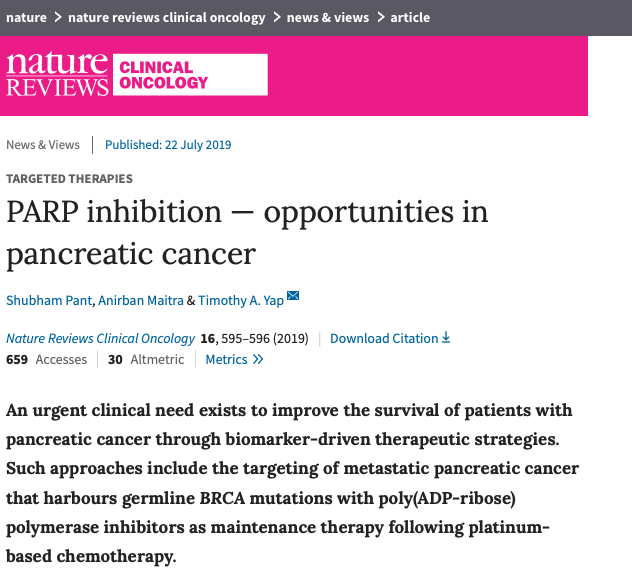 nature > nature reviews clinical oncology > news & views > article
nature
REVIEWS
CLINICAL
ONCOLOGY
News & Views | Published: 22 July 2019
TARGETED THERAPIES
PARP inhibition — opportunities in
pancreatic cancer
Shubham Pant, Anirban Maitra & Timothy A. Yap
Nature Reviews Clinical Oncology 16, 595–596 (2019) | Download Citation
659 Accesses | 30 Altmetric | Metrics »
An urgent clinical need exists to improve the survival of patients with
pancreatic cancer through biomarker-driven therapeutic strategies.
Such approaches include the targeting of metastatic pancreatic cancer
that harbours germline BRCA mutations with poly(ADP-ribose)
polymerase inhibitors as maintenance therapy following platinum-
based chemotherapy.